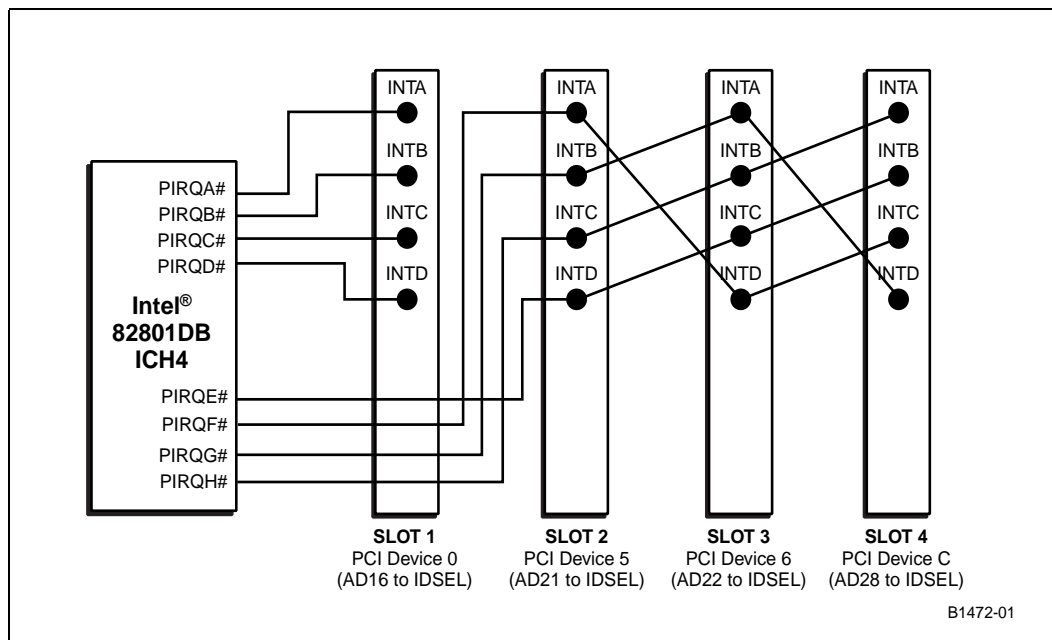 INTA
INTB
INTC
INTD
INTA
INTB
INTC
INTD
INTA
INTB
INTC
INTD
INTA
INTB
INTC
INTD
PIRQA#
PIRQB#
PIRQC#
PIRQD#
Intel®
82801DB
ICH4
PIRQE#
PIRQF#
PIRQG#
PIRQH#
SLOT 1
PCI Device 0
(AD16 to IDSEL)
SLOT 2
PCI Device 5
(AD21 to IDSEL)
SLOT 3
PCI Device 6
(AD22 to IDSEL)
SLOT 4
PCI Device C
(AD28 to IDSEL)
B1472-01